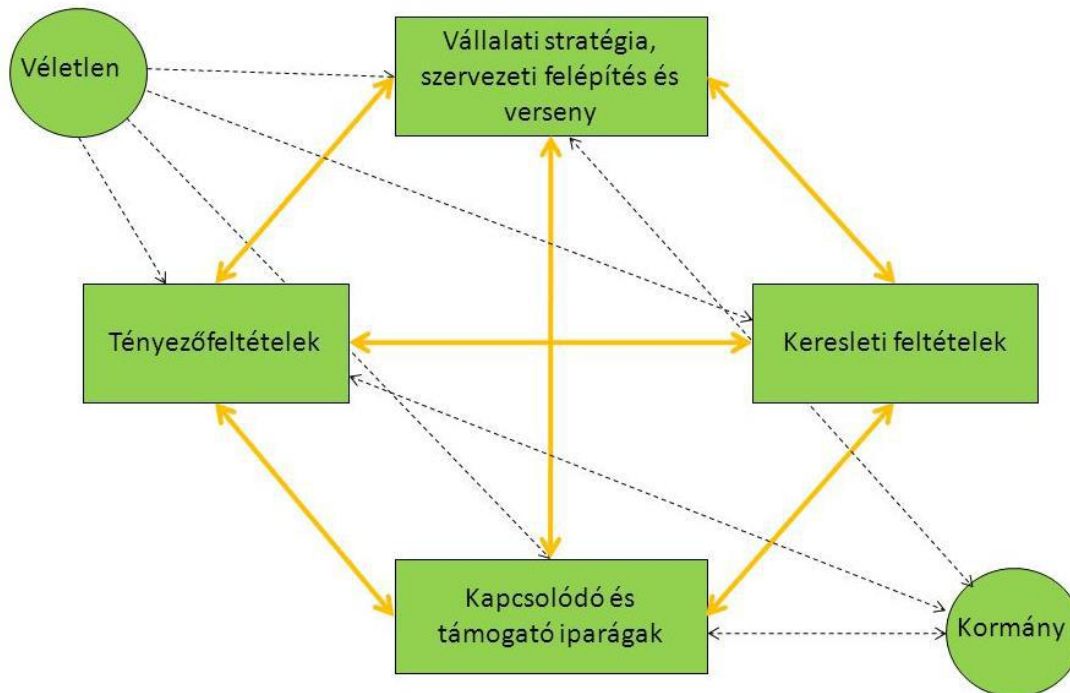 Véletlen
Vállalati stratégia,
szervezeti felépítés és
verseny
Tényezőfeltételek
Keresleti feltételek
Kapcsolódó és
támogató iparágak
Kormány